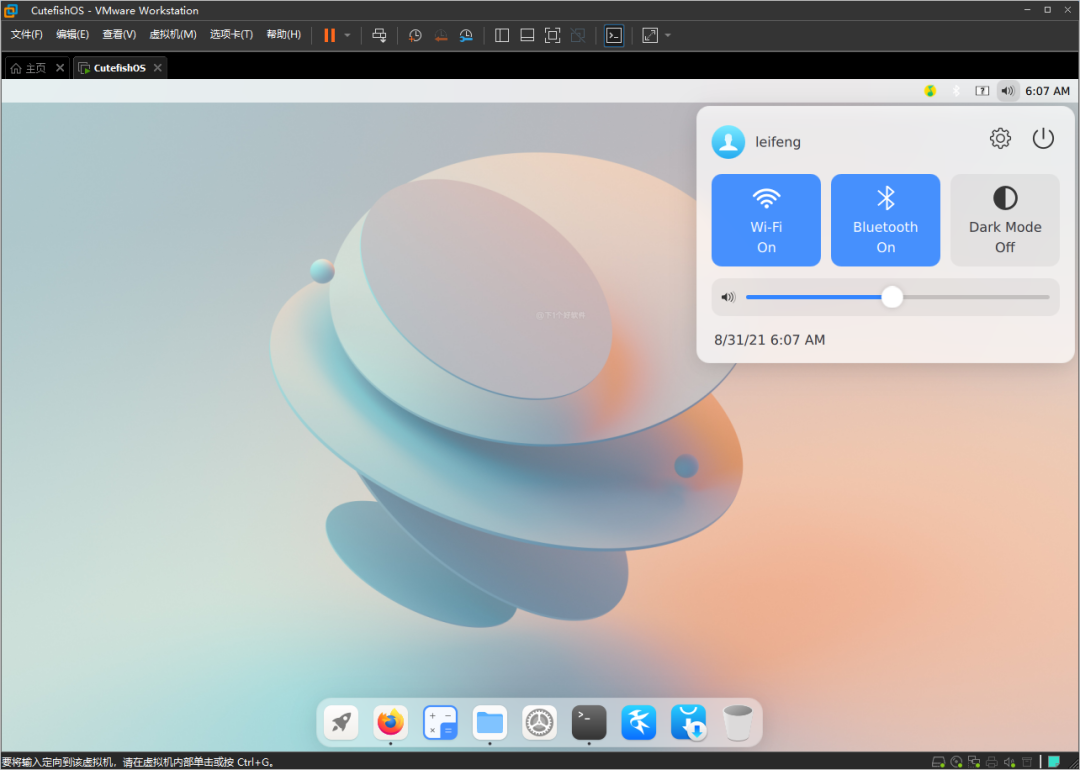 CutefishOS - VMware Workstation
文件(F) 编辑(E) 查看(V) 虚拟机(M) 选项卡(T) 帮助(H)
主页 CutefishOS
6:07 AM
leifeng
Wi-Fi Bluetooth Dark Mode
On On Off
8/31/21 6:07 AM
要将输入定向到该虚拟机，请在虚拟机内部单击或按 Ctrl+G。